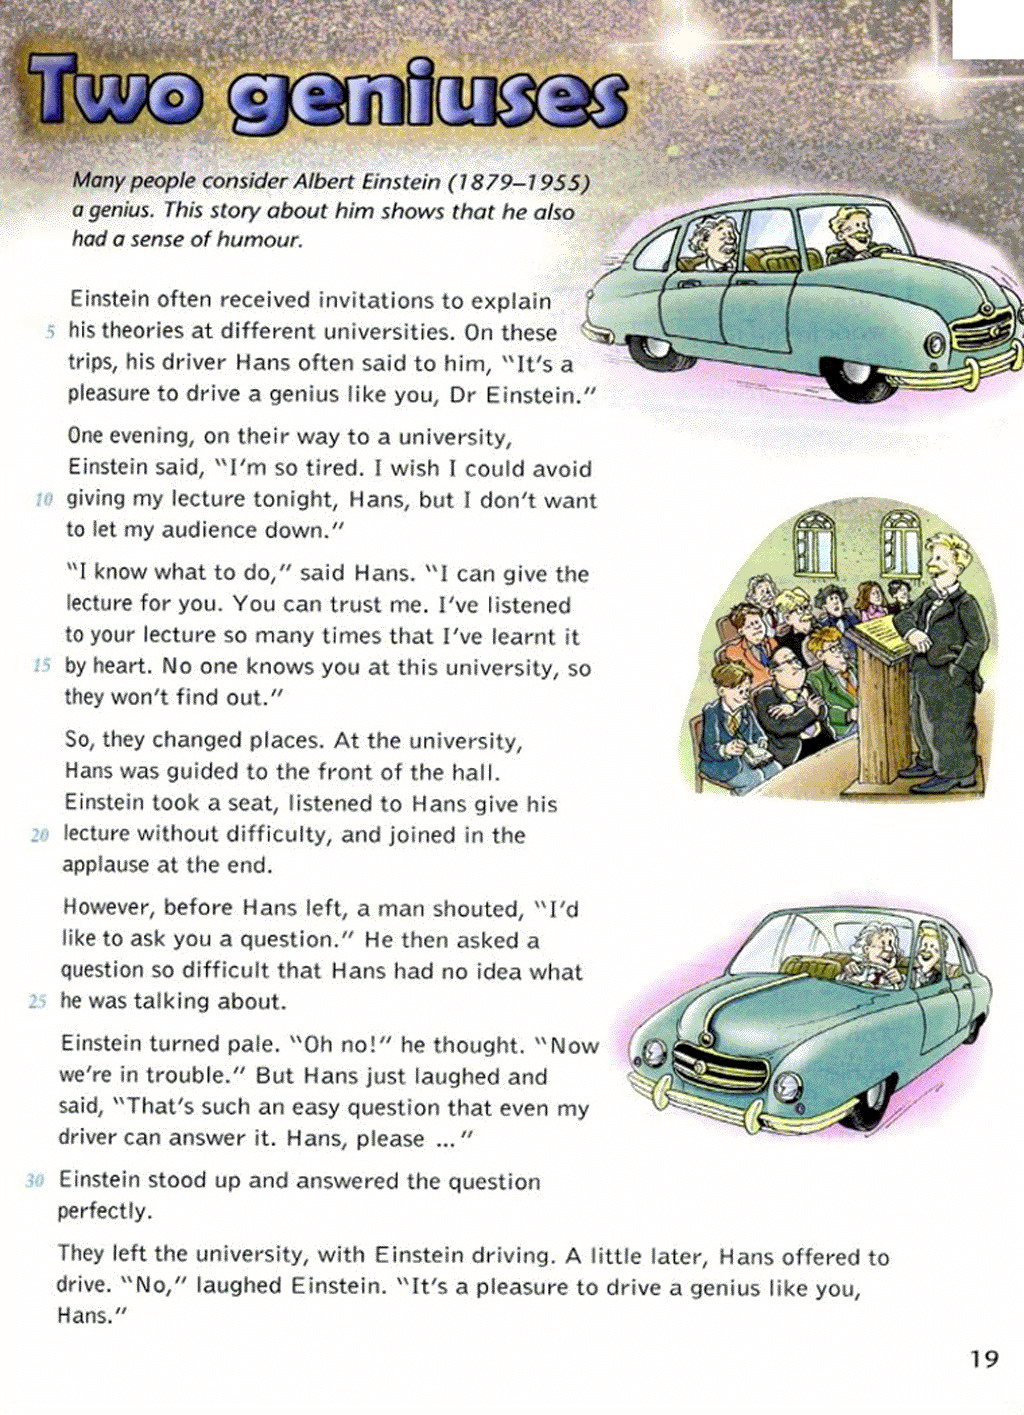 Two geniuses
Many people consider Albert Einstein (1879–1955)
a genius. This story about him shows that he also
had a sense of humour.
Einstein often received invitations to explain
5 his theories at different universities. On these
trips, his driver Hans often said to him, "It's a
pleasure to drive a genius like you, Dr Einstein."
One evening, on their way to a university,
Einstein said, "I'm so tired. I wish I could avoid
10 giving my lecture tonight, Hans, but I don't want
to let my audience down."
"I know what to do," said Hans. "I can give the
lecture for you. You can trust me. I've listened
to your lecture so many times that I've learnt it
15 by heart. No one knows you at this university, so
they won't find out."
So, they changed places. At the university,
Hans was guided to the front of the hall.
Einstein took a seat, listened to Hans give his
20 lecture without difficulty, and joined in the
applause at the end.
However, before Hans left, a man shouted, "I'd
like to ask you a question." He then asked a
question so difficult that Hans had no idea what
25 he was talking about.
Einstein turned pale. "Oh no!" he thought. "Now
we're in trouble." But Hans just laughed and
said, "That's such an easy question that even my
driver can answer it. Hans, please ..."
30 Einstein stood up and answered the question
perfectly.
They left the university, with Einstein driving. A little later, Hans offered to
drive. "No," laughed Einstein. "It's a pleasure to drive a genius like you,
Hans."
19